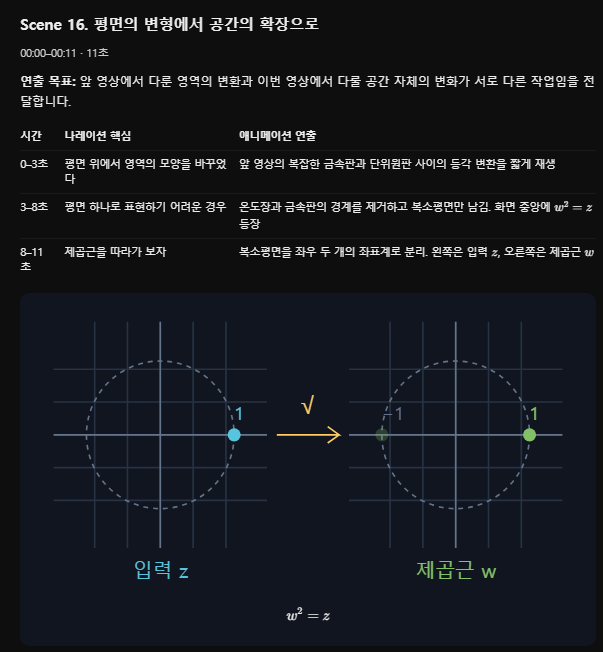 Scene 16. 평면의 변형에서 공간의 확장으로
00:00–00:11 · 11초
연출 목표: 앞 영상에서 다룬 영역의 변환과 이번 영상에서 다룰 공간 자체의 변화가 서로 다른 작업임을 전
달합니다.
시간 나레이션 핵심 애니메이션 연출
0–3초 평면 위에서 영역의 모양을 바꾸었
다 앞 영상의 복잡한 금속판과 단위원판 사이의 등각 변환을 짧게 재생
3–8초 평면 하나로 표현하기 어려운 경우 온도장과 금속판의 경계를 제거하고 복소평면만 남김. 화면 중앙에 w² = z
등장
8–11
초 제곱근을 따라가 보자 복소평면을 좌우 두 개의 좌표계로 분리. 왼쪽은 입력 z, 오른쪽은 제곱근 w
1
√
−1
1
입력 z
제곱근 w
w² = z